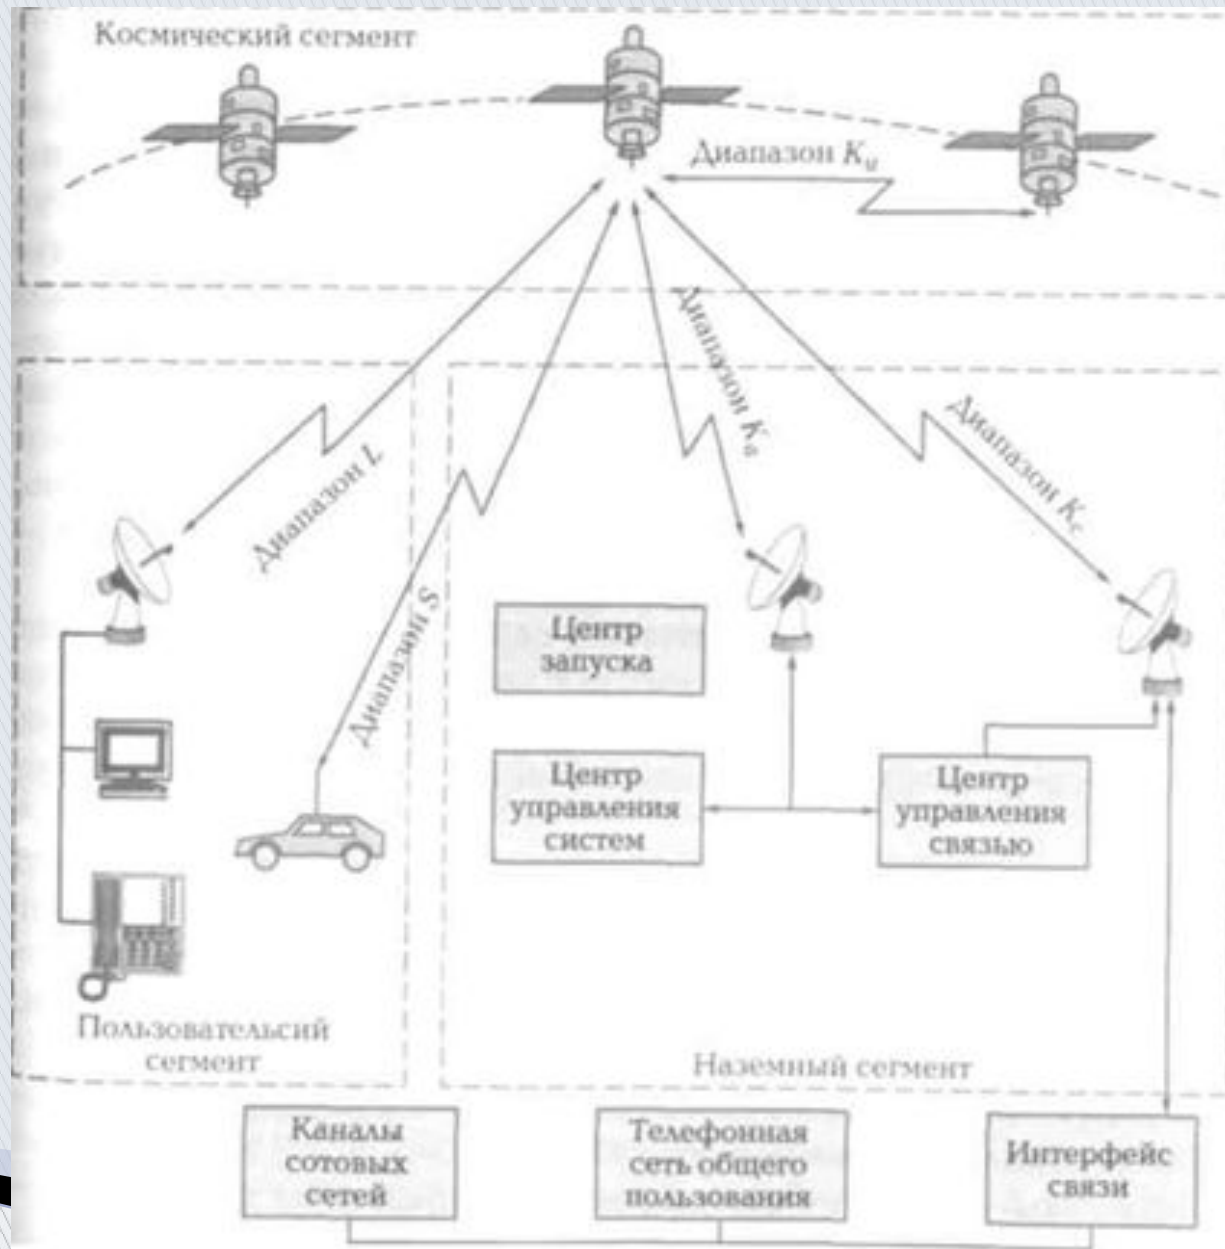 Космический сегмент
Диапазон Ku
Диапазон Ka
Диапазон Kc
Диапазон L
Диапазон S
Центр
запуска
Центр
управления
систем
Центр
управления
связью
Пользовательсий
сегмент
Наземный сегмент
Каналы
сотовых
сетей
Телефонная
сеть общего
пользования
Интерфейс
связи